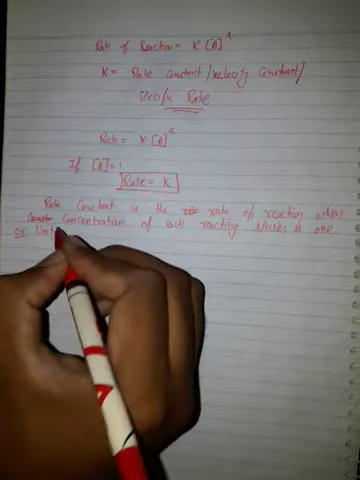 Rate of Reaction = K [A]^a
K = Rate constant/velocity constant/
Specific Rate
Rate = K [A]^a
If [A] = 1
Rate = K
Rate Constant is the rate of reaction when
Concentration of each reacting species is one
or